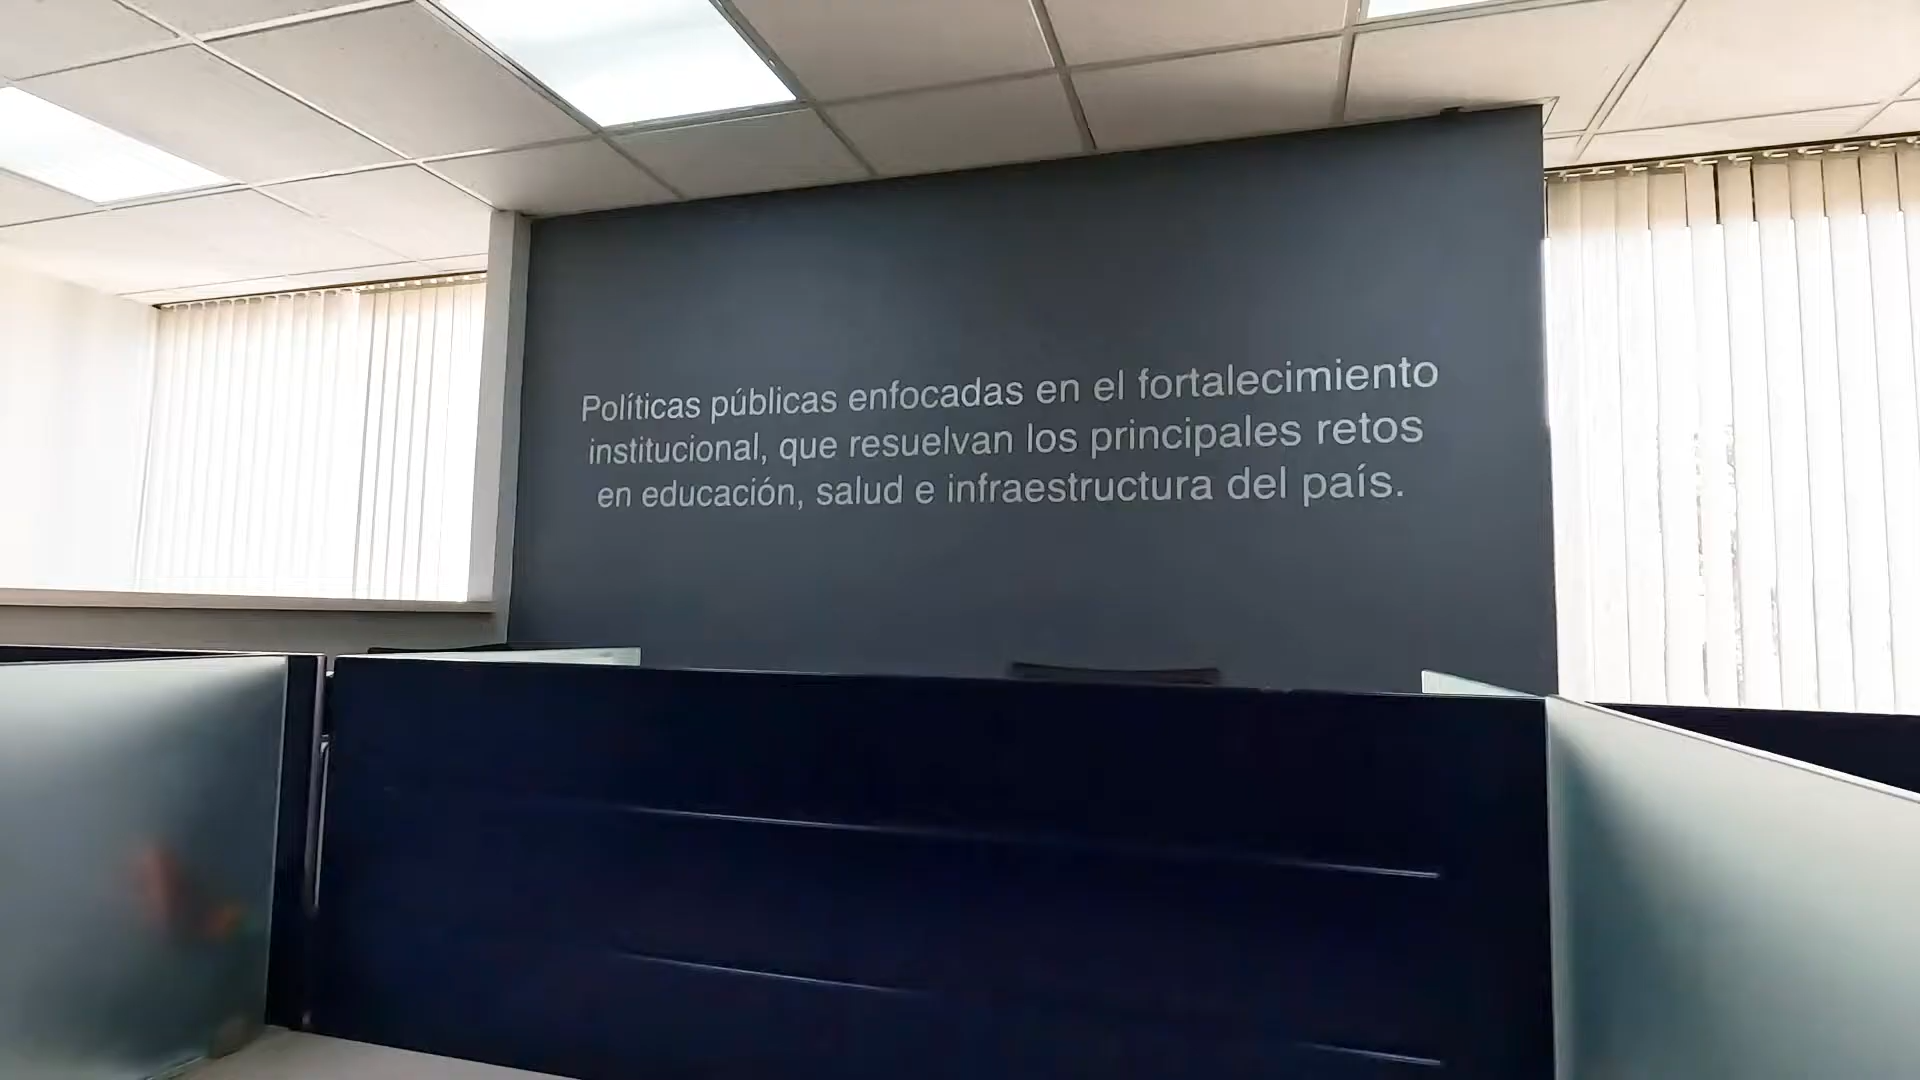 Políticas públicas enfocadas en el fortalecimiento
institucional, que resuelvan los principales retos
en educación, salud e infraestructura del país.